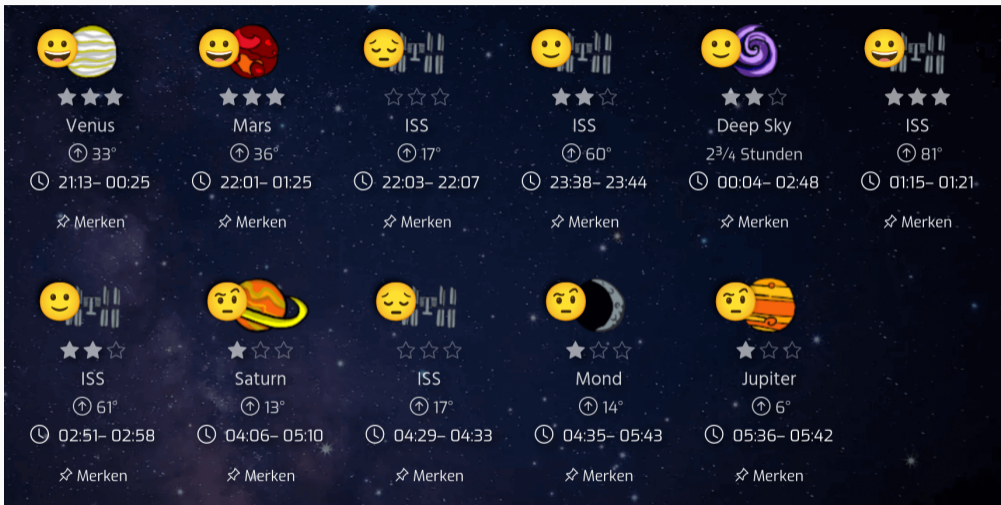 Venus
33°
21:13– 00:25
Merken
Mars
36°
22:01– 01:25
Merken
ISS
17°
22:03– 22:07
Merken
ISS
60°
23:38– 23:44
Merken
Deep Sky
2¾ Stunden
00:04– 02:48
Merken
ISS
81°
01:15– 01:21
Merken
ISS
61°
02:51– 02:58
Merken
Saturn
13°
04:06– 05:10
Merken
ISS
17°
04:29– 04:33
Merken
Mond
14°
04:35– 05:43
Merken
Jupiter
6°
05:36– 05:42
Merken